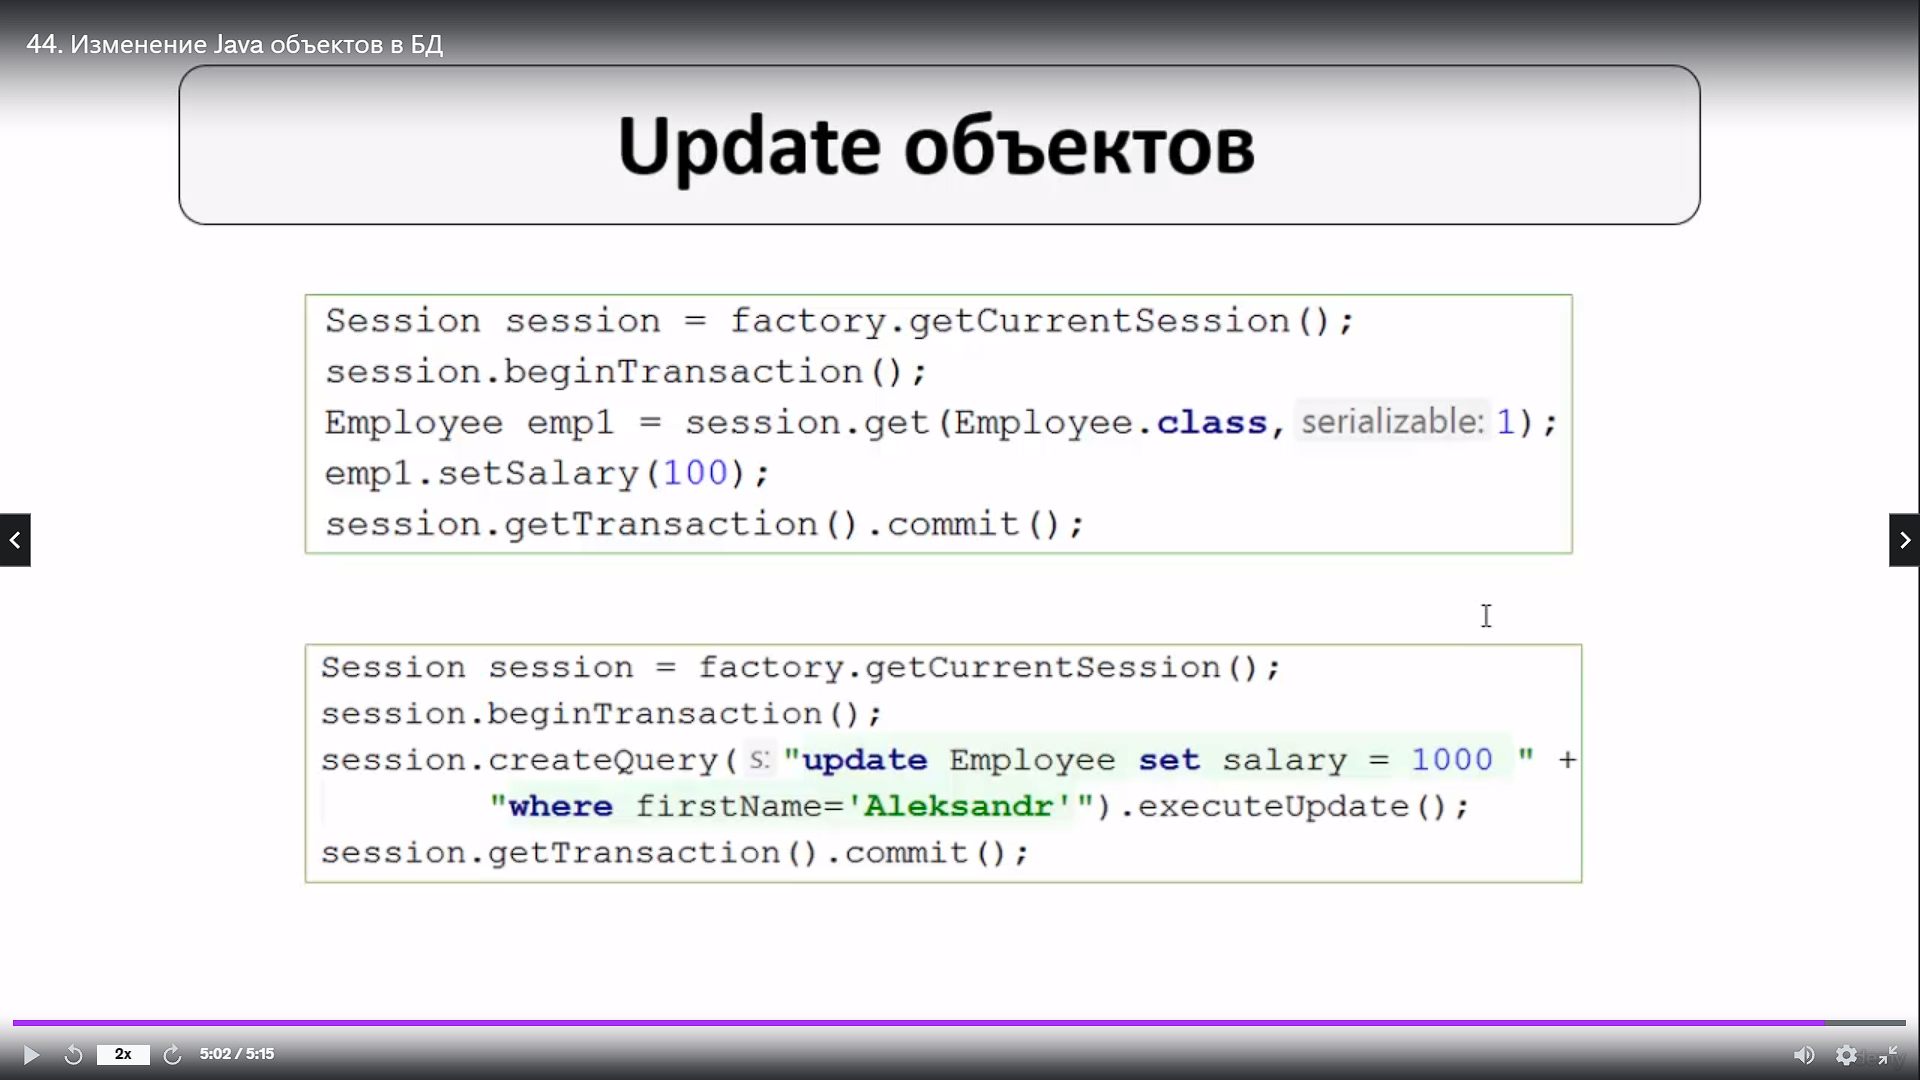 44. Изменение Java объектов в БД
Update объектов
Session session = factory.getCurrentSession();
session.beginTransaction();
Employee emp1 = session.get(Employee.class, serializable: 1);
emp1.setSalary(100);
session.getTransaction().commit();
Session session = factory.getCurrentSession();
session.beginTransaction();
session.createQuery( s: "update Employee set salary = 1000 " +
"where firstName='Aleksandr'").executeUpdate();
session.getTransaction().commit();
2x
5:02 / 5:15